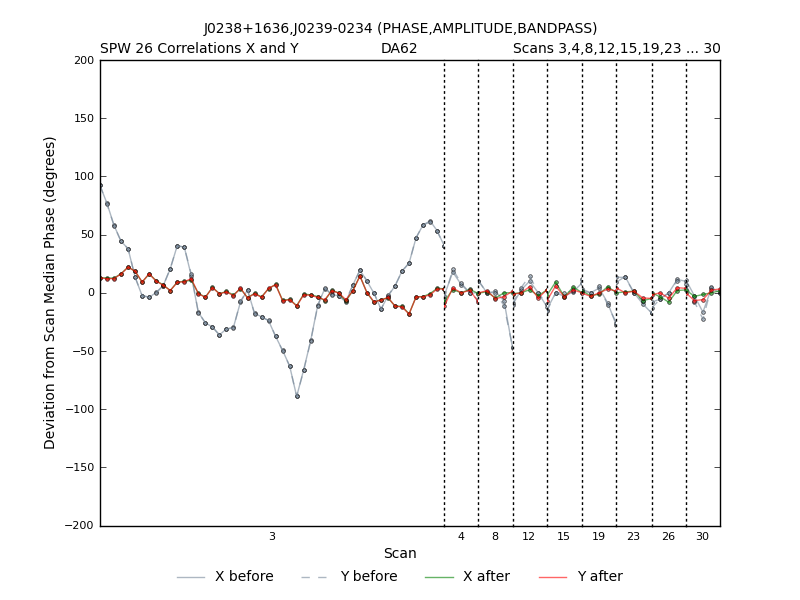 J0238+1636,J0239-0234 (PHASE,AMPLITUDE,BANDPASS)
SPW 26 Correlations X and Y DA62 Scans 3,4,8,12,15,19,23 ... 30
200
150
100
50
0
−50
−100
−150
−200
Deviation from Scan Median Phase (degrees)
3 4 8 12 15 19 23 26 30
Scan
X before Y before X after Y after